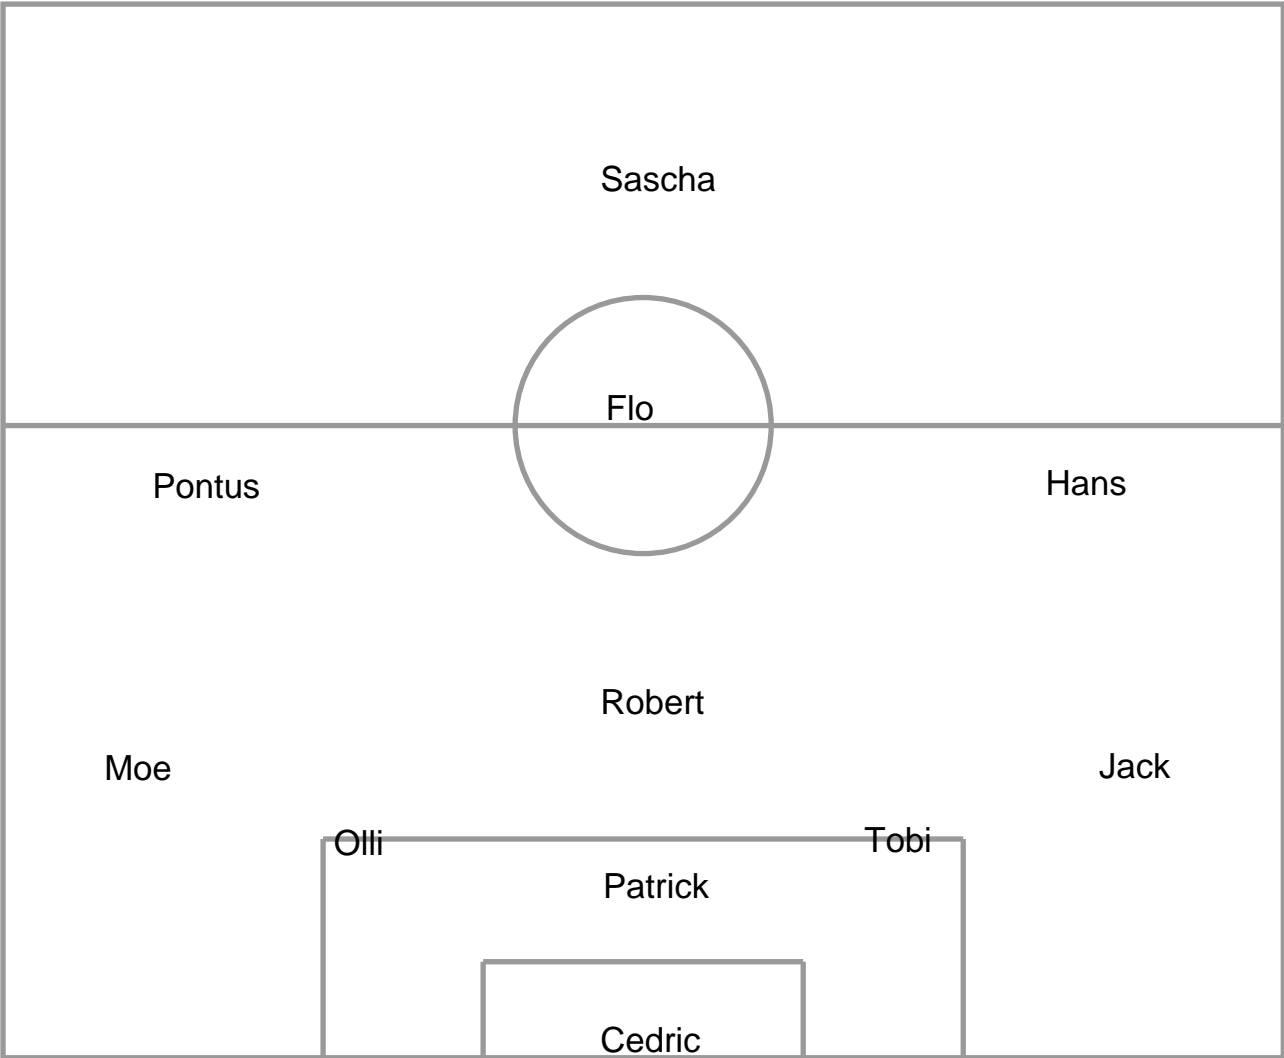 Sascha
Flo
Pontus
Hans
Robert
Moe
Jack
Olli
Tobi
Patrick
Cedric